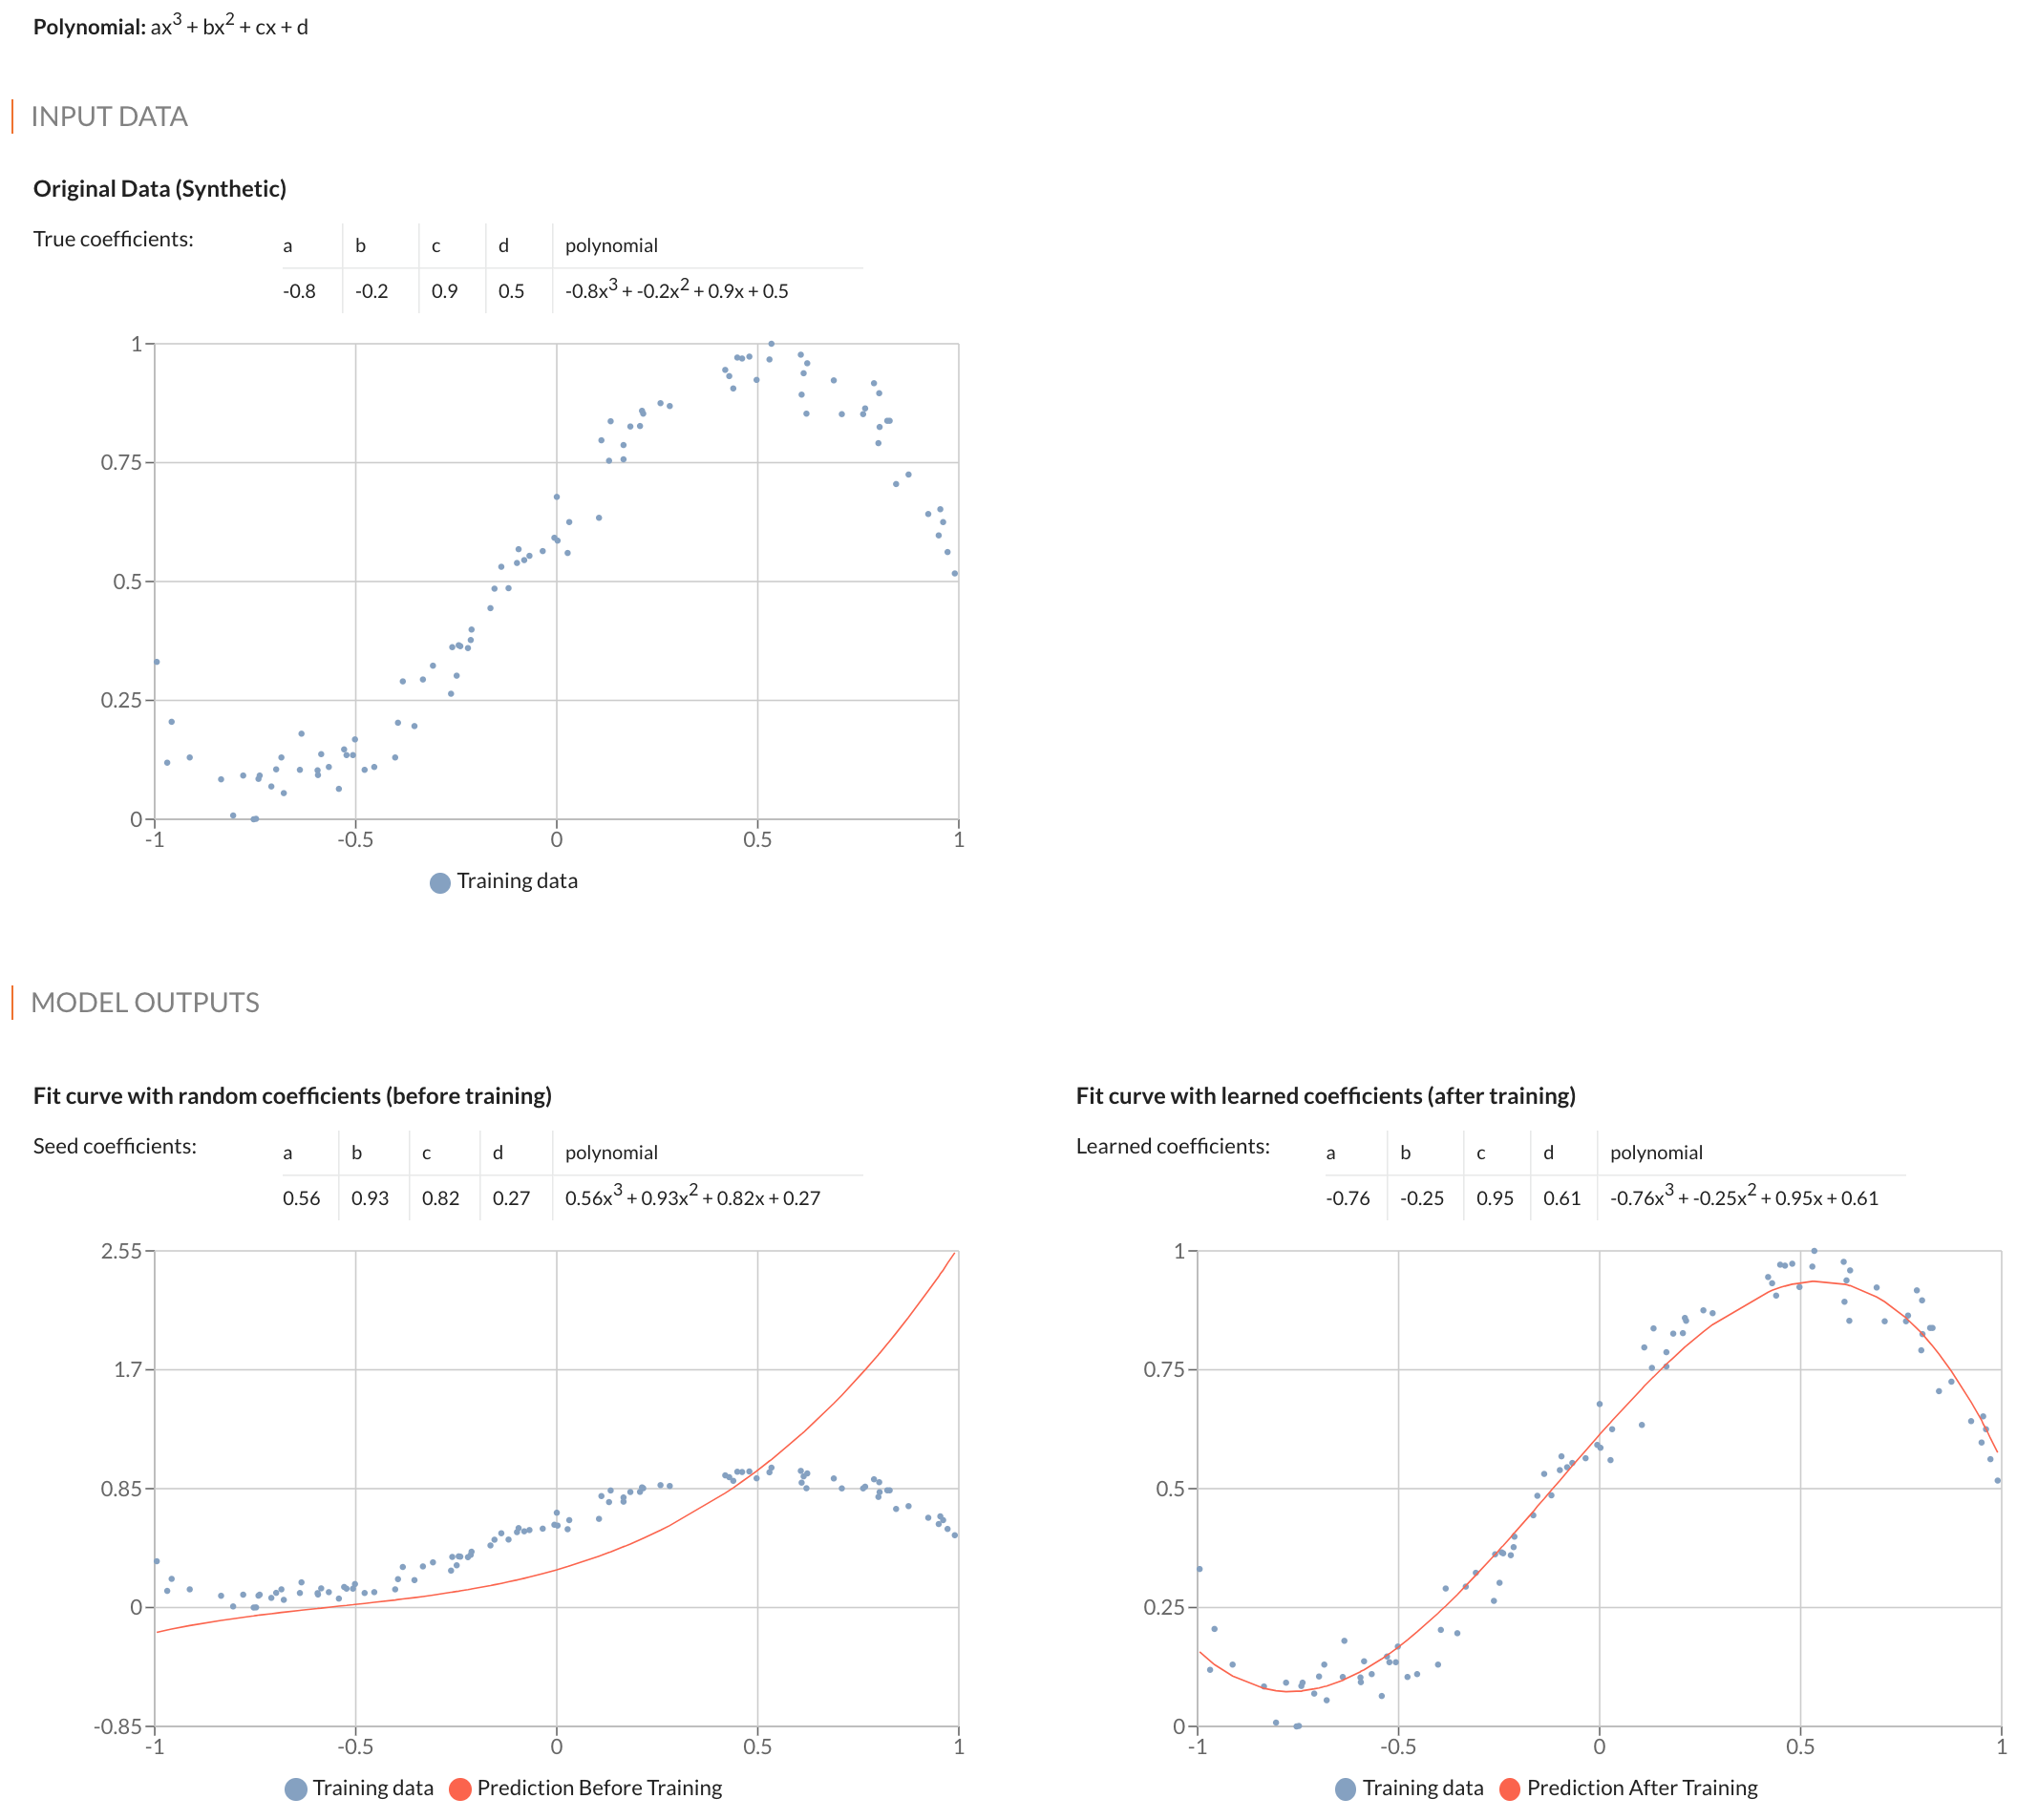 Polynomial: ax³ + bx² + cx + d
INPUT DATA
Original Data (Synthetic)
True coefficients:
a b c d polynomial
-0.8 -0.2 0.9 0.5 -0.8x³ + -0.2x² + 0.9x + 0.5
1
0.75
0.5
0.25
0
-1 -0.5 0 0.5 1
Training data
MODEL OUTPUTS
Fit curve with random coefficients (before training)
Seed coefficients:
a b c d polynomial
0.56 0.93 0.82 0.27 0.56x³ + 0.93x² + 0.82x + 0.27
2.55
1.7
0.85
0
-0.85
-1 -0.5 0 0.5 1
Training data Prediction Before Training
Fit curve with learned coefficients (after training)
Learned coefficients:
a b c d polynomial
-0.76 -0.25 0.95 0.61 -0.76x³ + -0.25x² + 0.95x + 0.61
1
0.75
0.5
0.25
0
-1 -0.5 0 0.5 1
Training data Prediction After Training